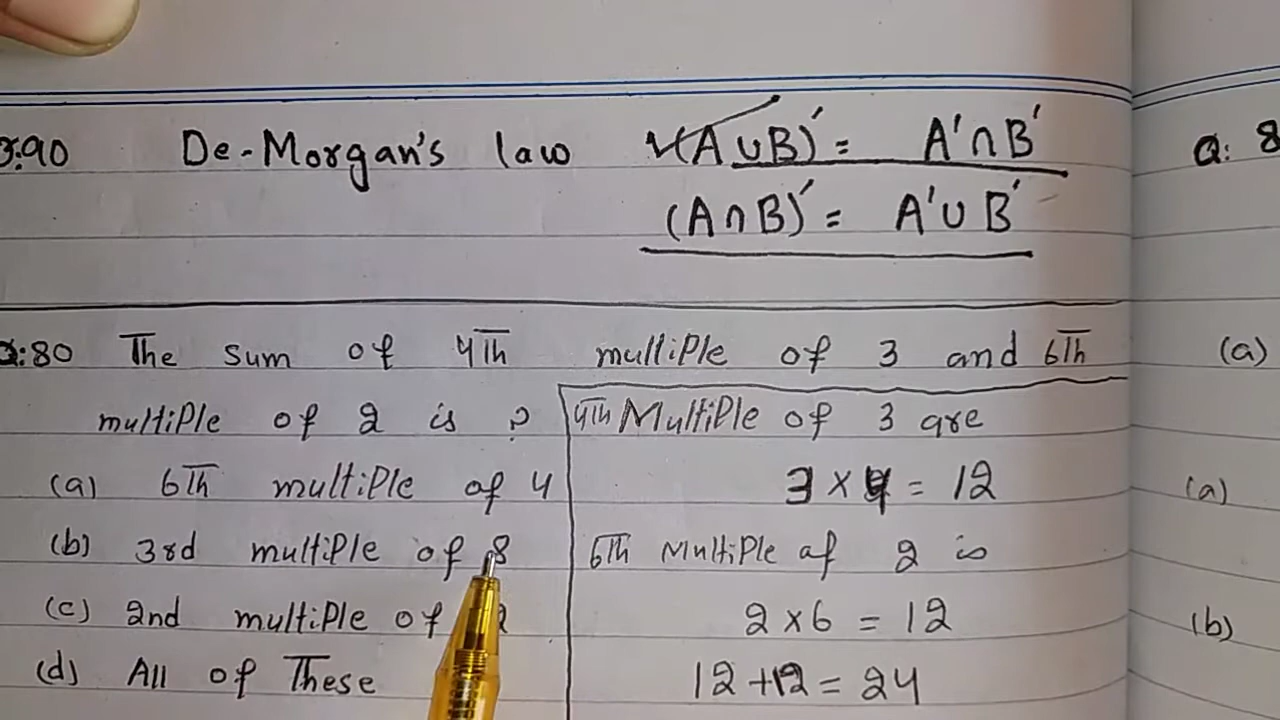 Q:90 De-Morgan's law (A∪B)' = A'∩B'
(A∩B)' = A'∪B'
Q:80 The sum of 4Th multiple of 3 and 6Th
multiple of 2 is ?
(a) 6Th multiple of 4
(b) 3rd multiple of 8
(c) 2nd multiple of
(d) All of These
4Th Multiple of 3 are
3 × 4 = 12
6Th Multiple of 2 is
2 × 6 = 12
12 + 12 = 24
Q: 8
(a)
(a)
(b)